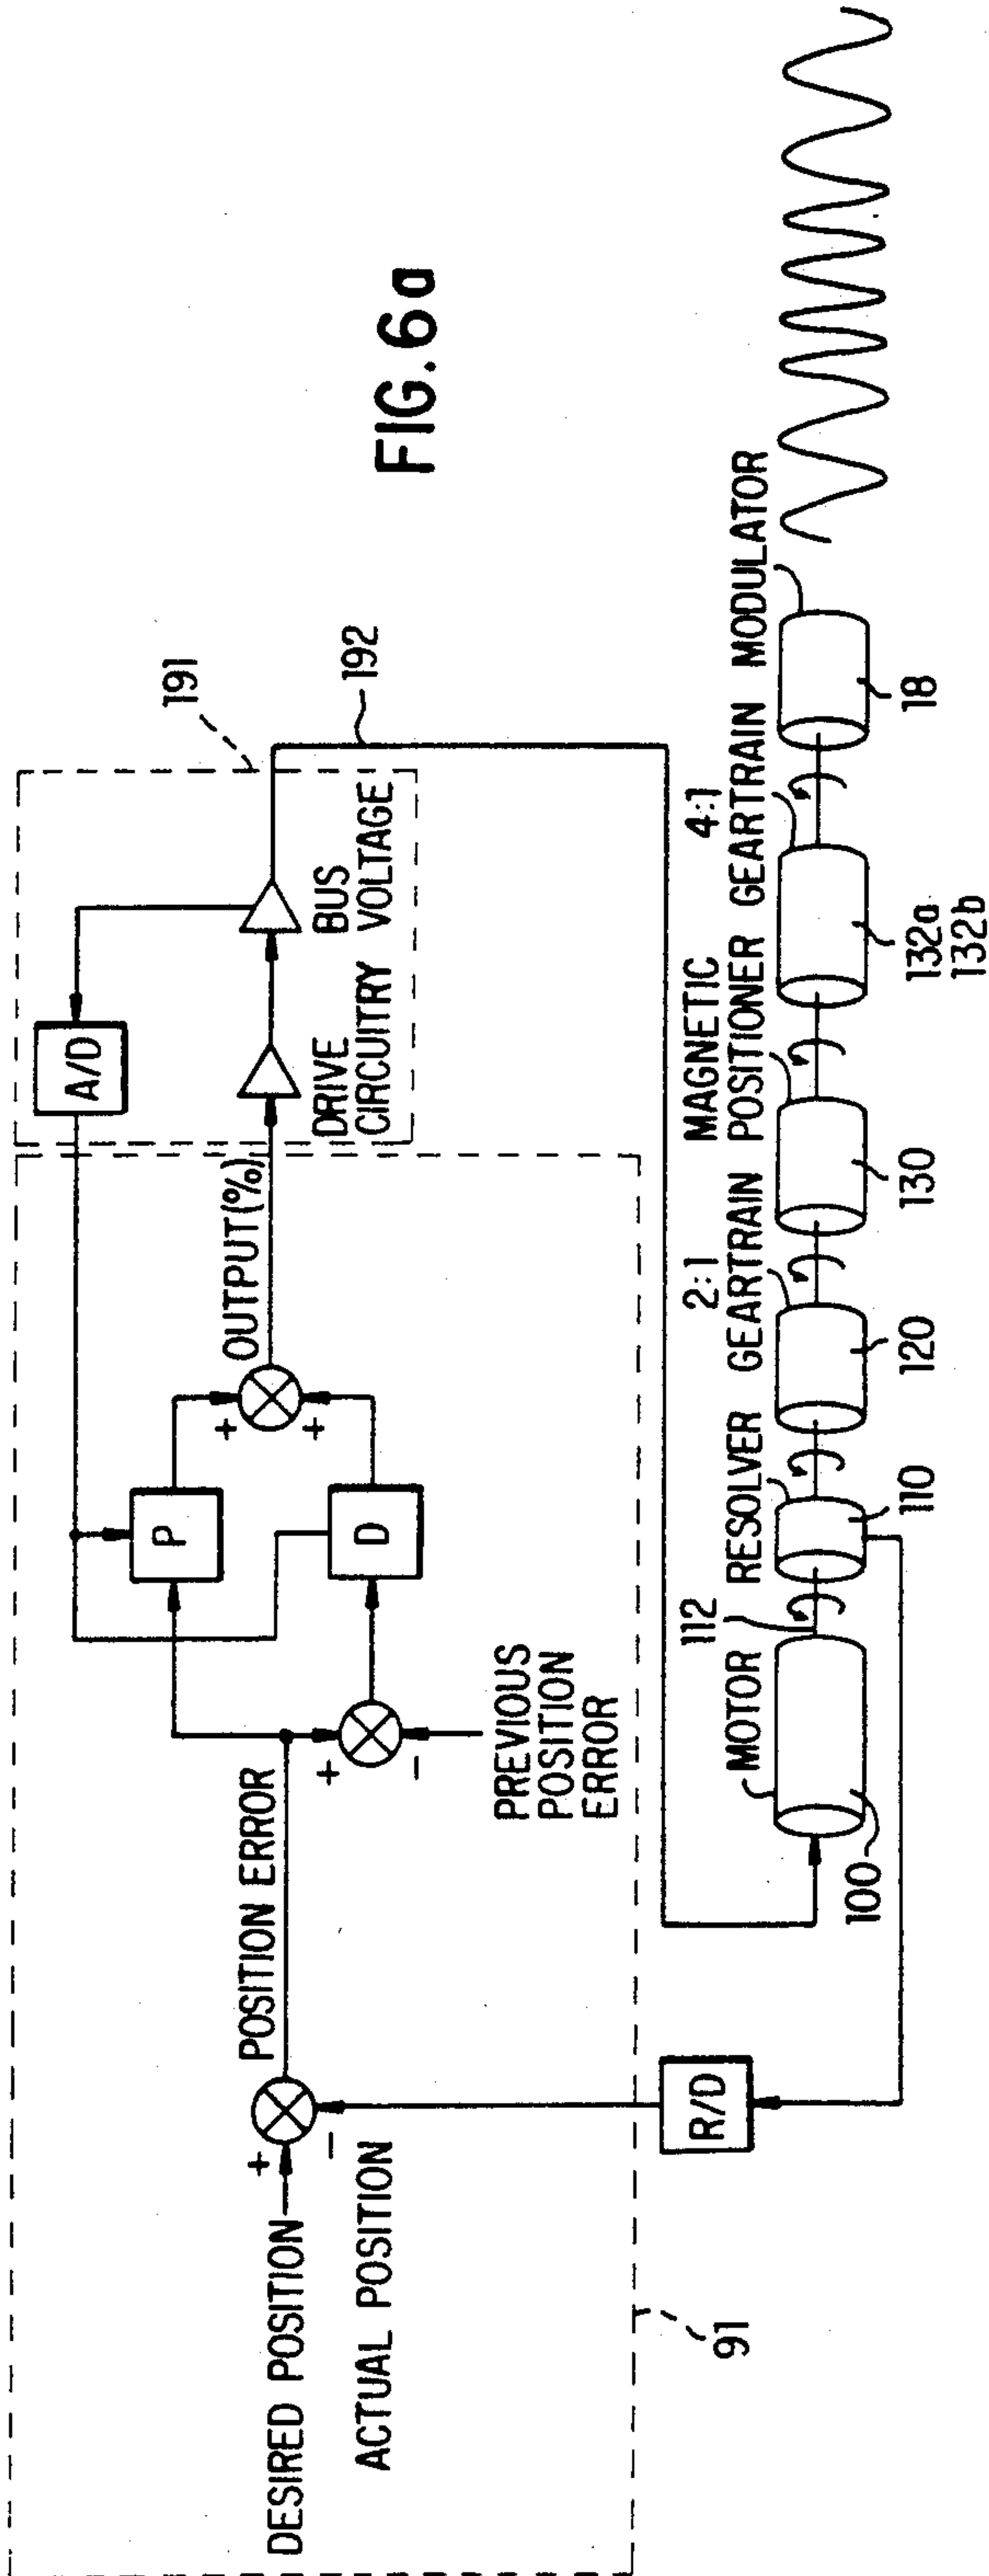 FIG. 6a
191
192
A/D
DRIVE
CIRCUITRY
BUS
VOLTAGE
OUTPUT(%)
P
D
+
+
POSITION ERROR
+
-
PREVIOUS
POSITION
ERROR
DESIRED POSITION
+
-
ACTUAL POSITION
91
R/D
MOTOR
112
RESOLVER
2:1
GEARTRAIN
MAGNETIC
POSITIONER
4:1
GEARTRAIN
MODULATOR
100
110
120
130
132a
132b
18